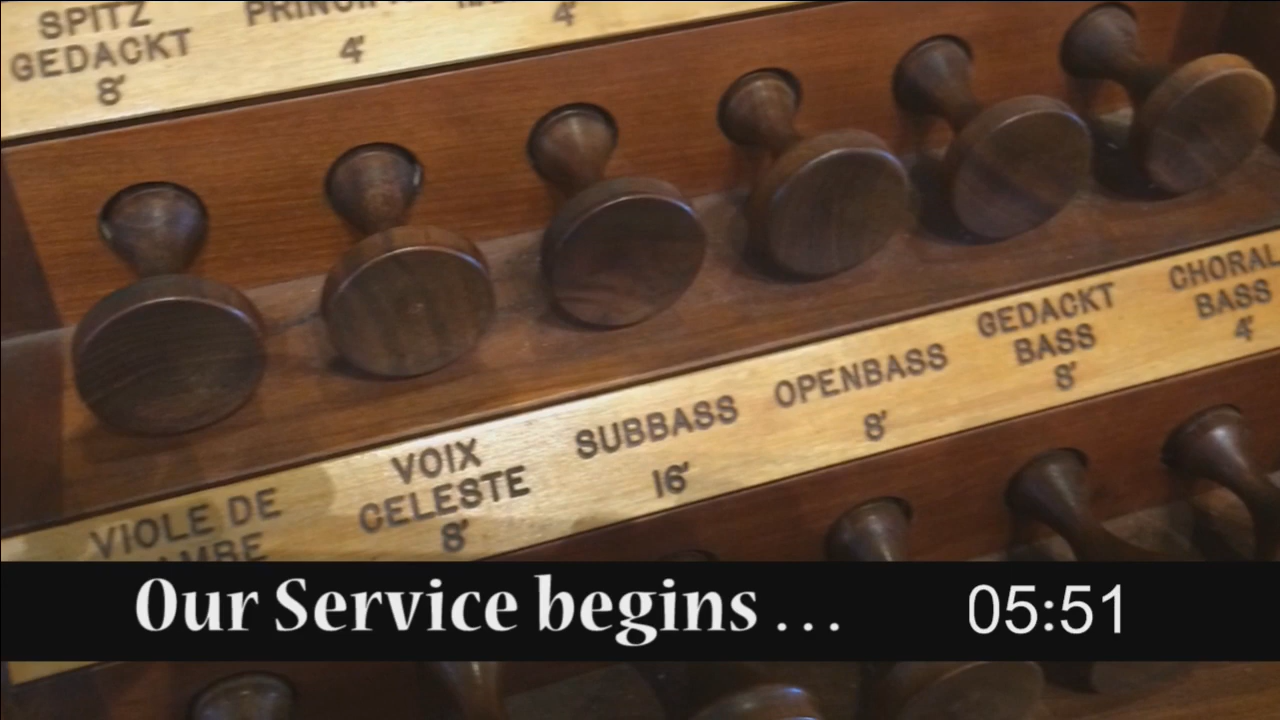 SPITZ
GEDACKT
8'
4'
4'
VIOLE DE
VOIX
CELESTE
8'
SUBBASS
16'
OPENBASS
8'
GEDACKT
BASS
8'
CHORAL
BASS
4'
Our Service begins ... 05:51